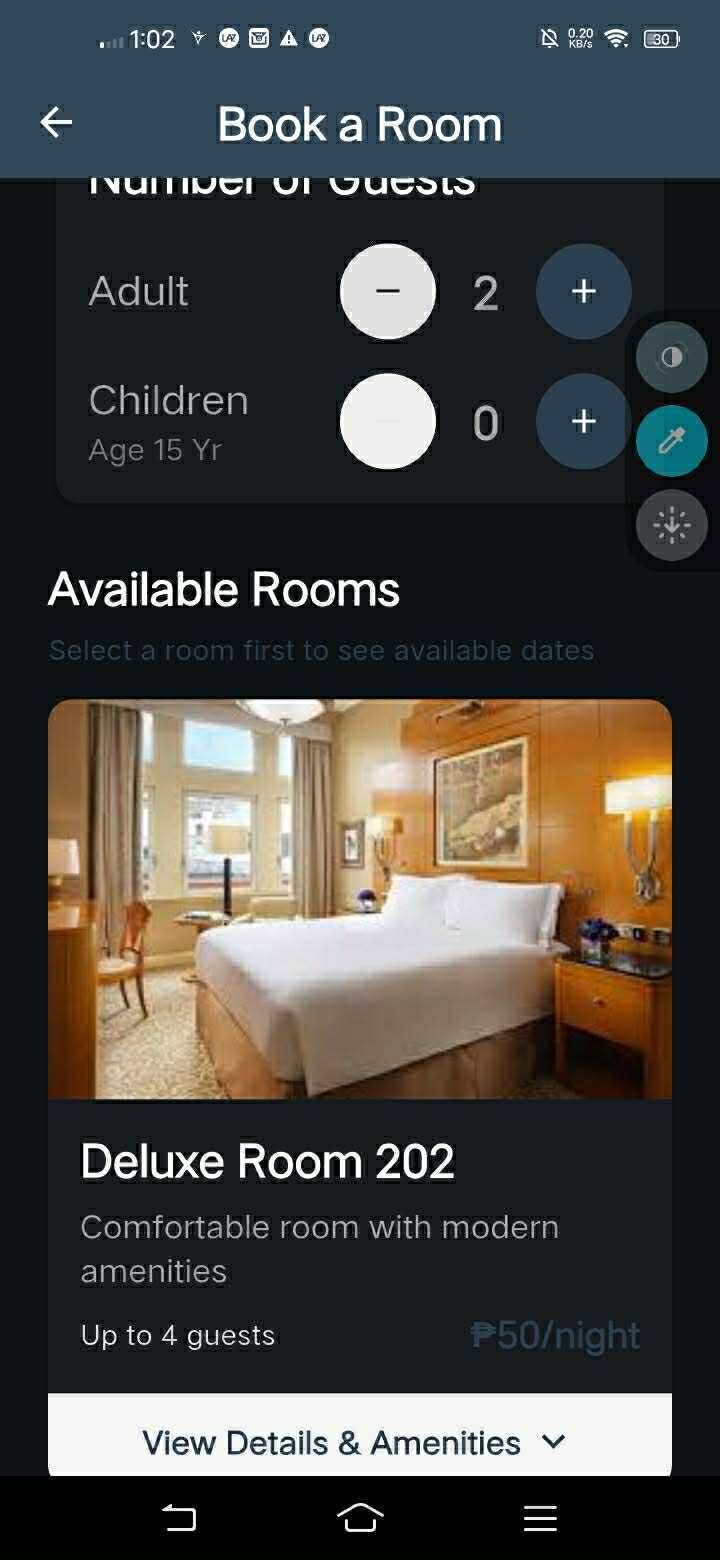 1:02
LAZ
LAZ
0.20
KB/s
30
Book a Room
Number of Guests
Adult − 2 +
Children
Age 15 Yr
0 +
Available Rooms
Select a room first to see available dates
Deluxe Room 202
Comfortable room with modern
amenities
Up to 4 guests ₱50/night
View Details & Amenities